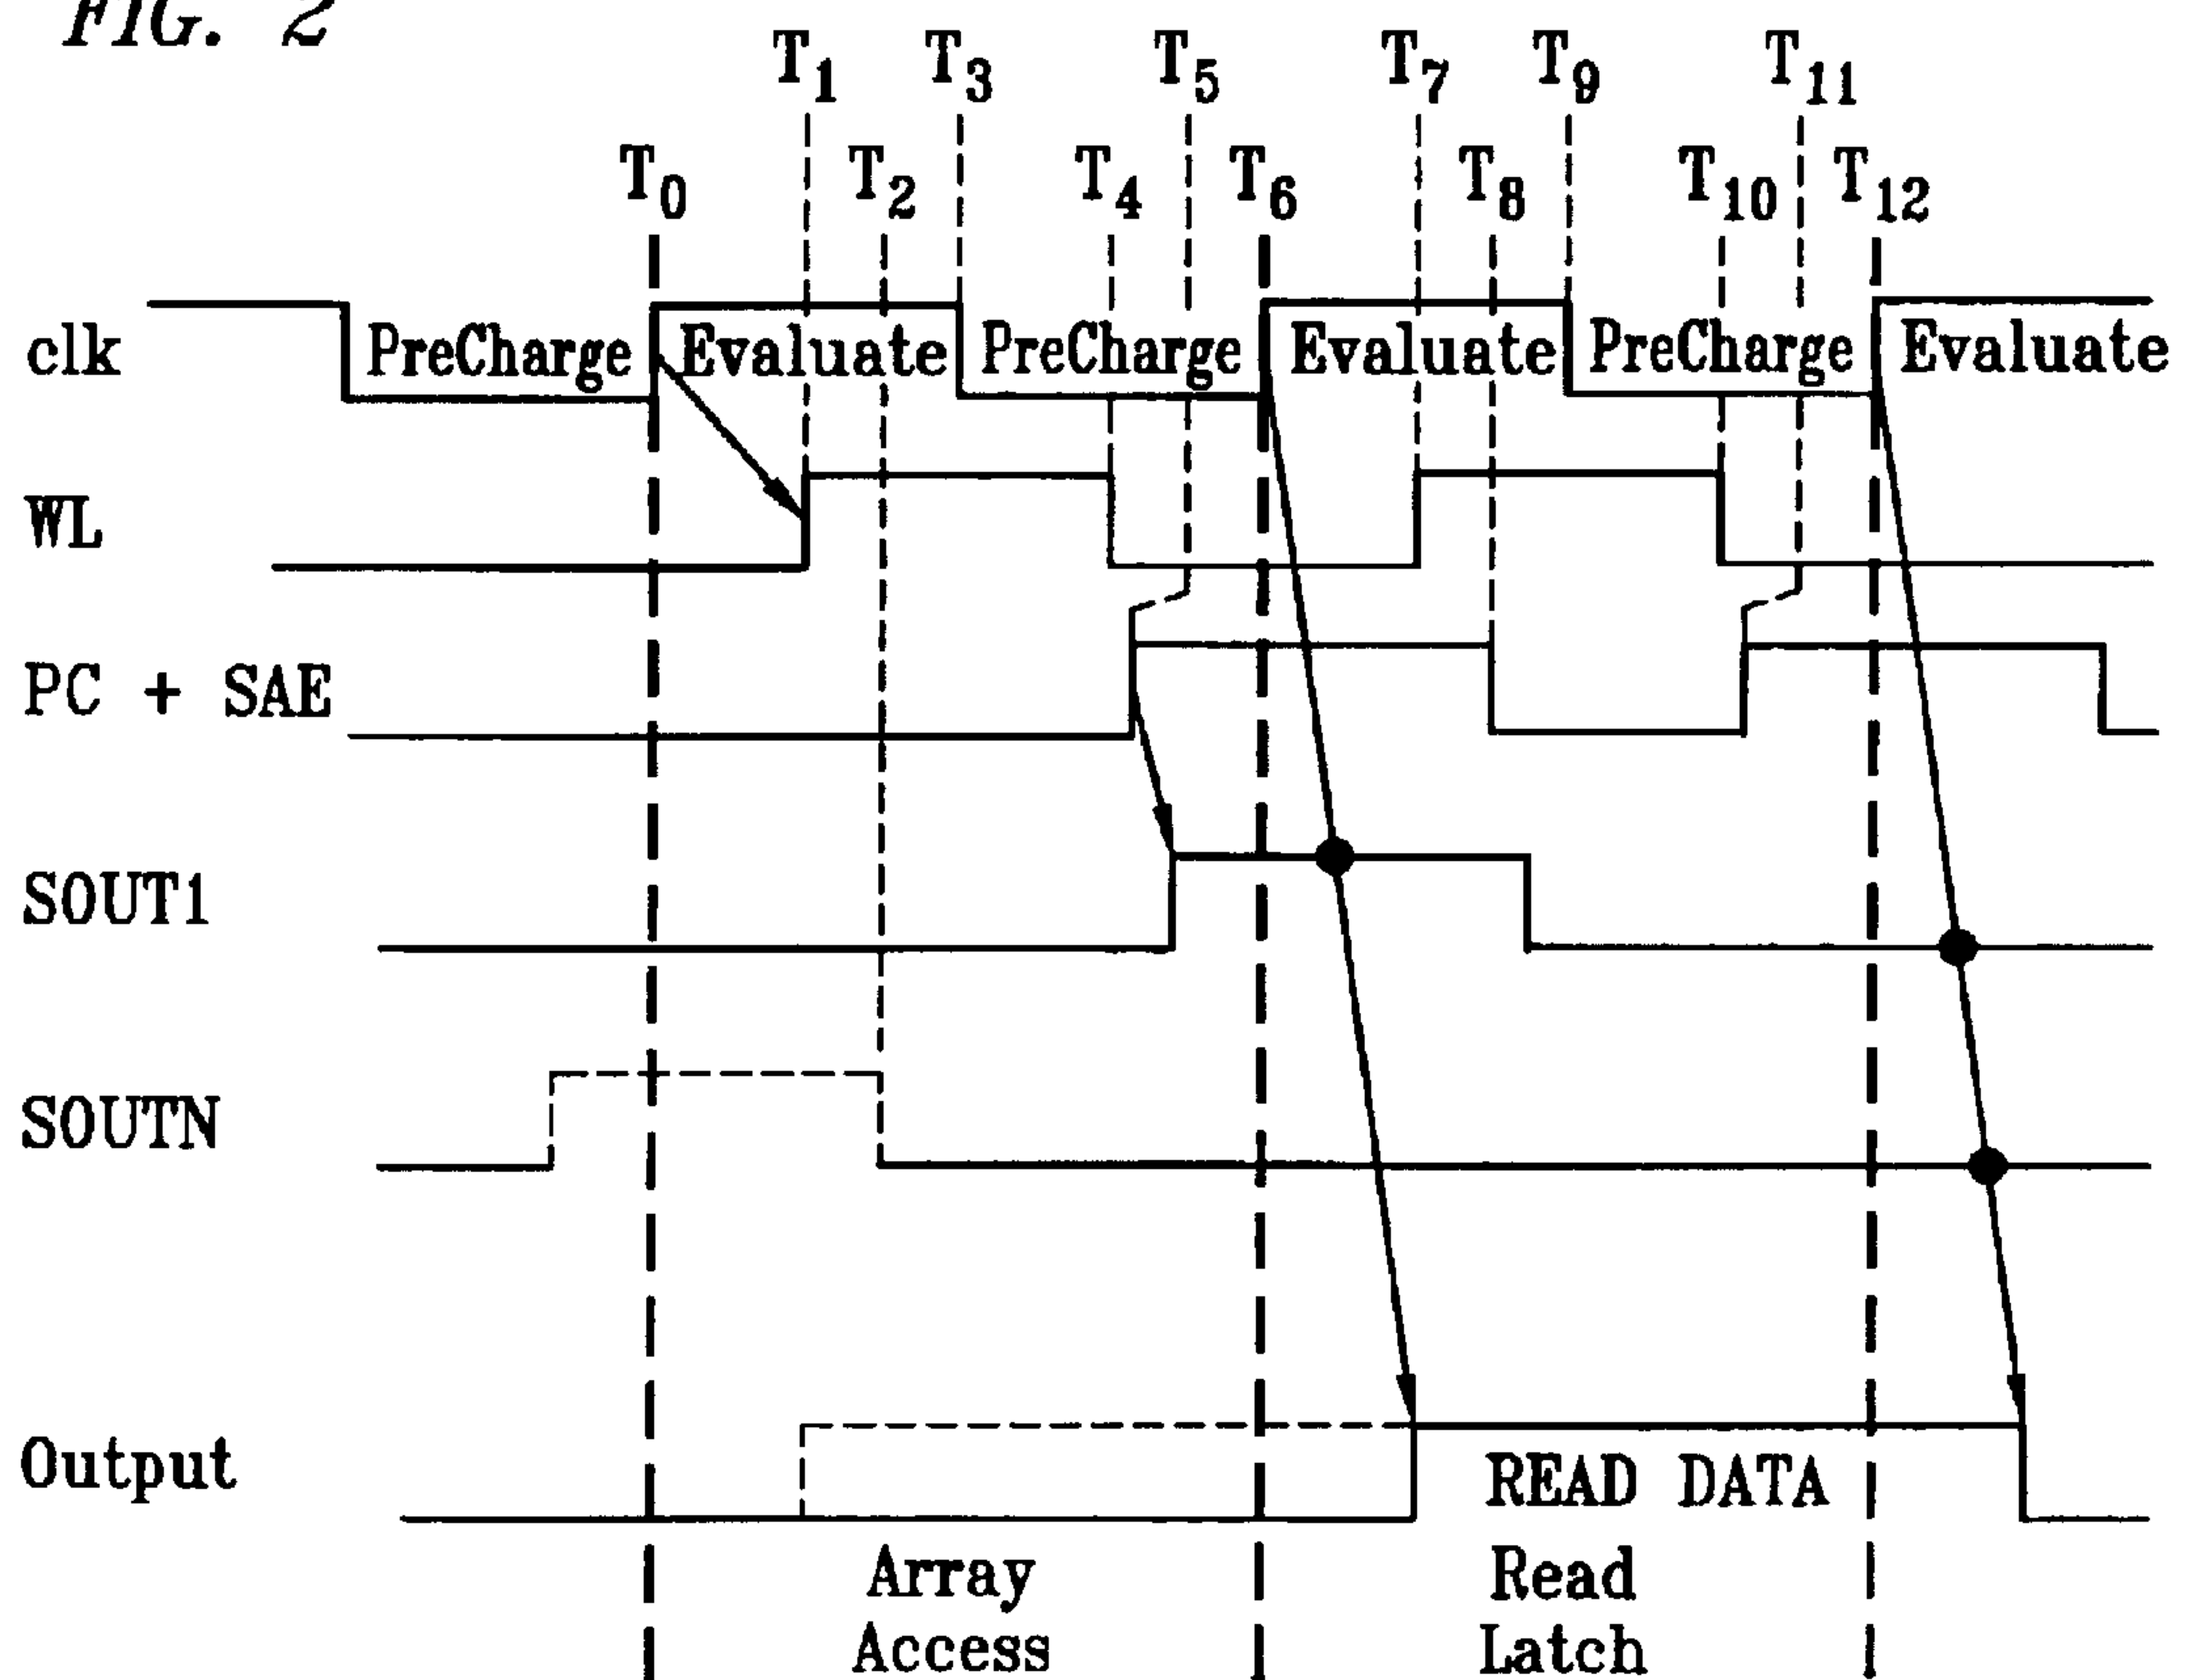 FIG. 2
T1 T3 T5 T7 T9 T11
T0 T2 T4 T6 T8 T10 T12
clk PreCharge Evaluate PreCharge Evaluate PreCharge Evaluate
WL
PC + SAE
SOUT1
SOUTN
Output READ DATA
Array Read
Access Latch